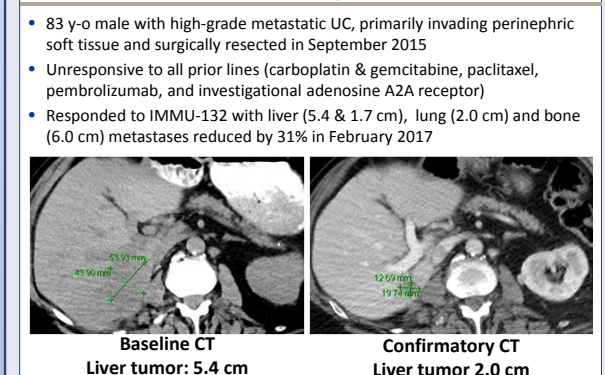 • 83 y-o male with high-grade metastatic UC, primarily invading perinephric
soft tissue and surgically resected in September 2015
• Unresponsive to all prior lines (carboplatin & gemcitabine, paclitaxel,
pembrolizumab, and investigational adenosine A2A receptor)
• Responded to IMMU-132 with liver (5.4 & 1.7 cm), lung (2.0 cm) and bone
(6.0 cm) metastases reduced by 31% in February 2017
53.93 mm
43.90 mm
12.69 mm
19.74 mm
Baseline CT
Liver tumor: 5.4 cm
Confirmatory CT
Liver tumor 2.0 cm